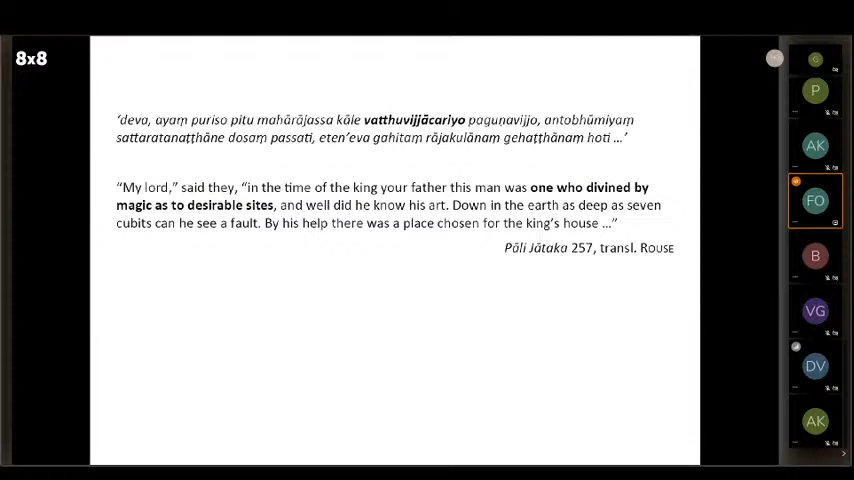 8x8
‘deva, ayaṃ puriso pitu mahārājassa kāle vatthuvijjācariyo paguṇavijjo, antobhūmiyaṃ
sattaratanaṭṭhāne dosaṃ passati, eten’eva gahitaṃ rājakulānaṃ gehaṭṭhānaṃ hoti ...’
“My lord,” said they, “in the time of the king your father this man was one who divined by
magic as to desirable sites, and well did he know his art. Down in the earth as deep as seven
cubits can he see a fault. By his help there was a place chosen for the king’s house ...”
Pāli Jātaka 257, transl. ROUSE
G
P
AK
FO
B
VG
DV
AK